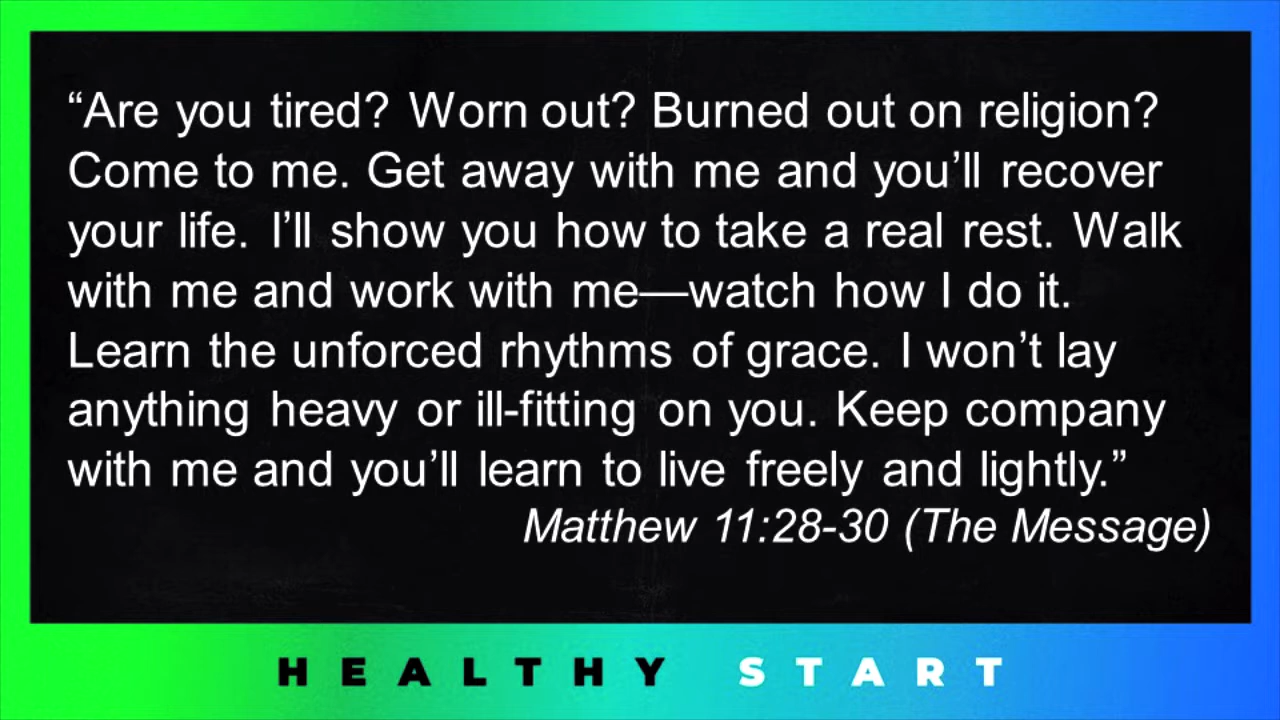 “Are you tired? Worn out? Burned out on religion?
Come to me. Get away with me and you’ll recover
your life. I’ll show you how to take a real rest. Walk
with me and work with me—watch how I do it.
Learn the unforced rhythms of grace. I won’t lay
anything heavy or ill-fitting on you. Keep company
with me and you’ll learn to live freely and lightly.”
Matthew 11:28-30 (The Message)
HEALTHY START